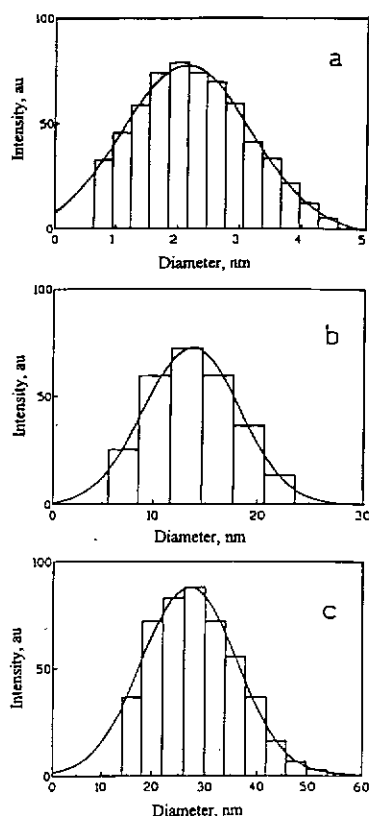 100
a
Intensity, au
50
0
0 1 2 3 4 5
Diameter, nm
100
b
Intensity, au
50
0
0 10 20 30
Diameter, nm
100
c
Intensity, au
50
0
0 10 20 30 40 50 60
Diameter, nm